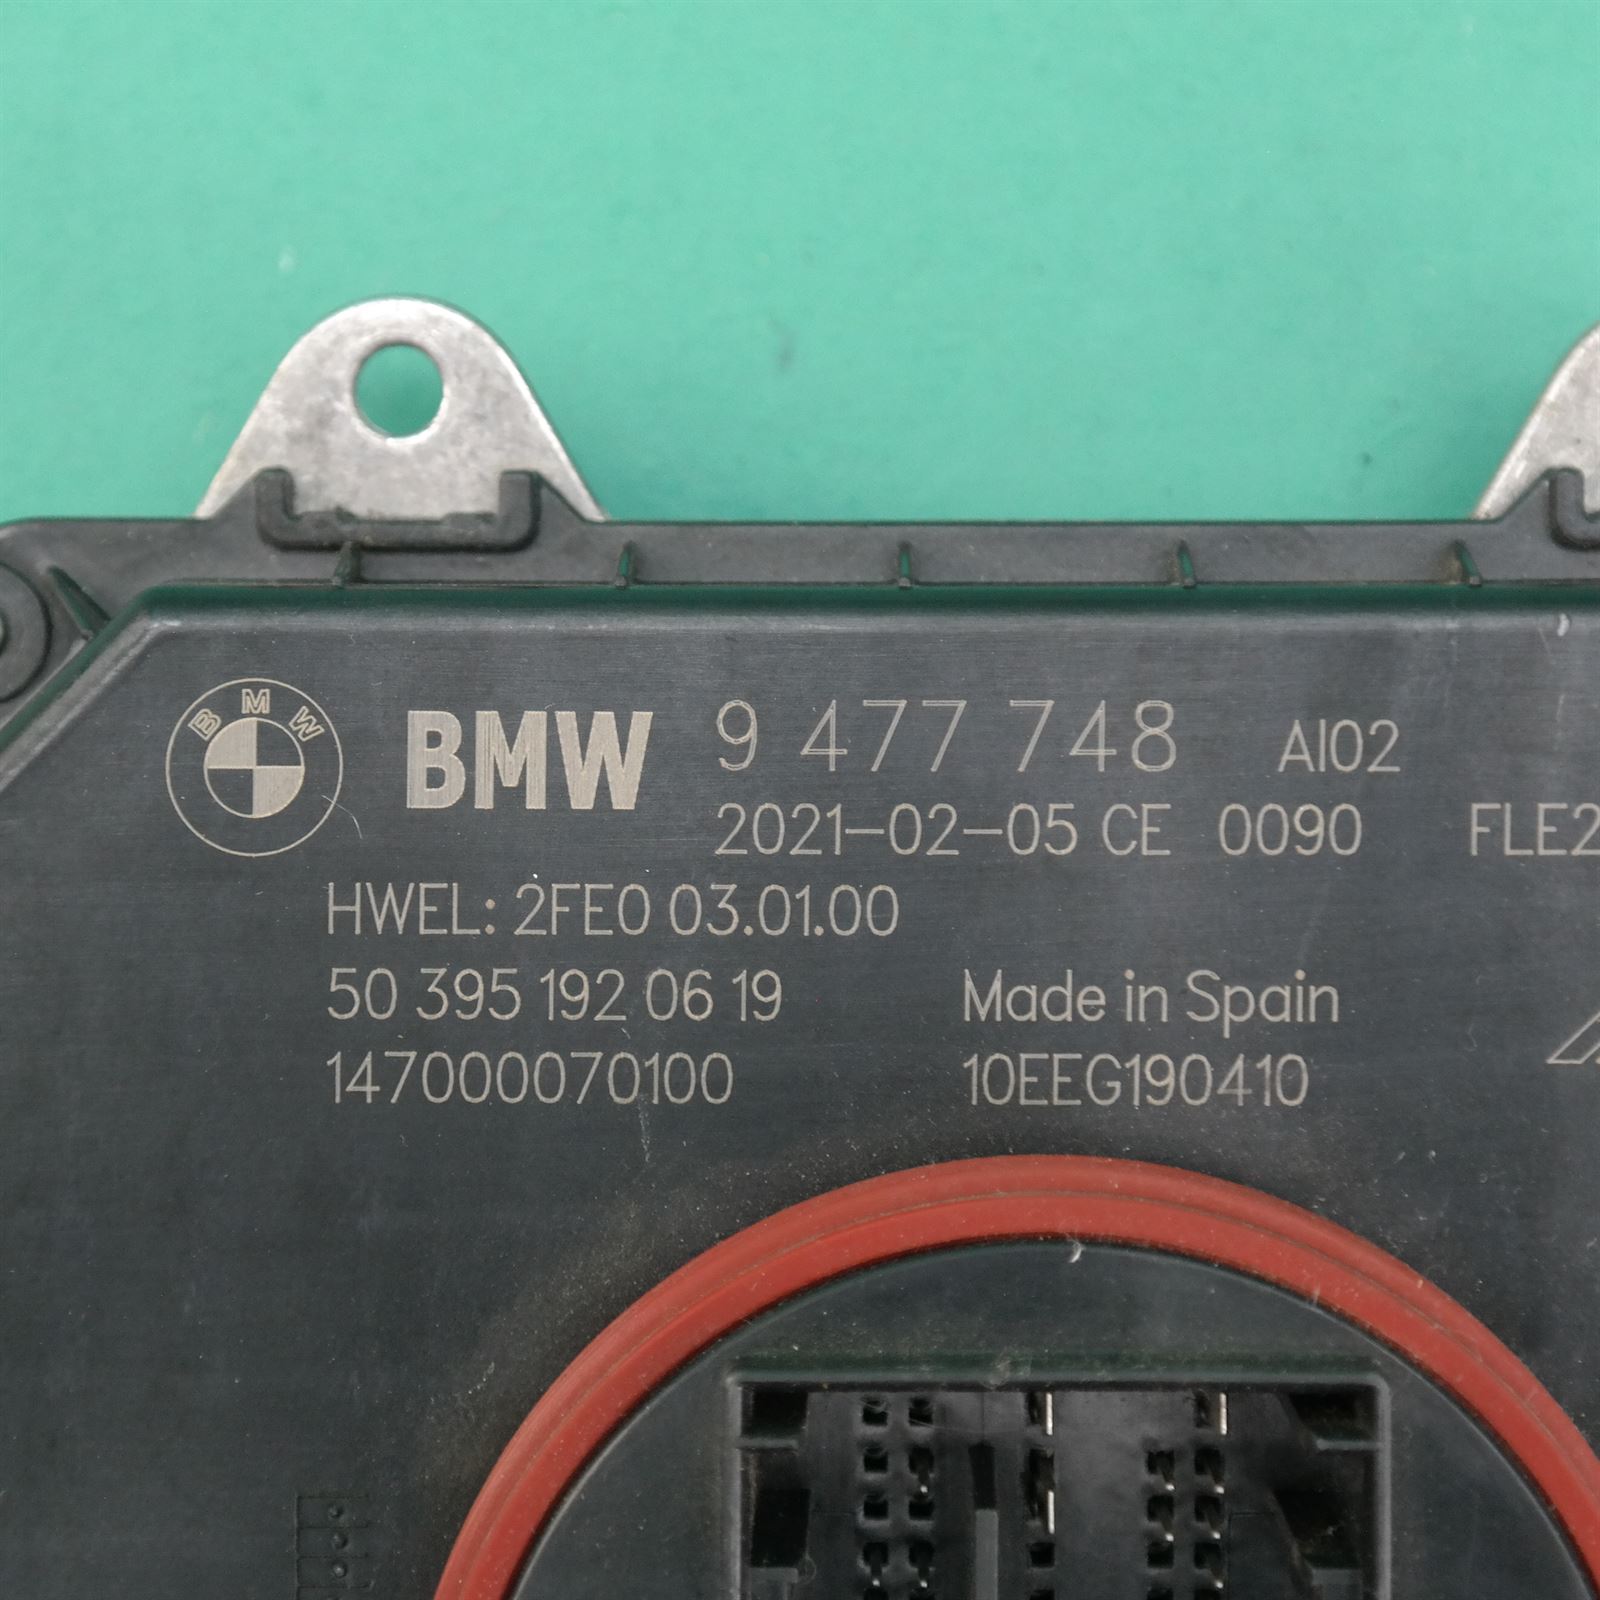 BMW BMW 9 477 748 AI02
2021-02-05 CE 0090 FLE2
HWEL: 2FE0 03.01.00
50 395 192 06 19 Made in Spain
147000070100 10EEG190410